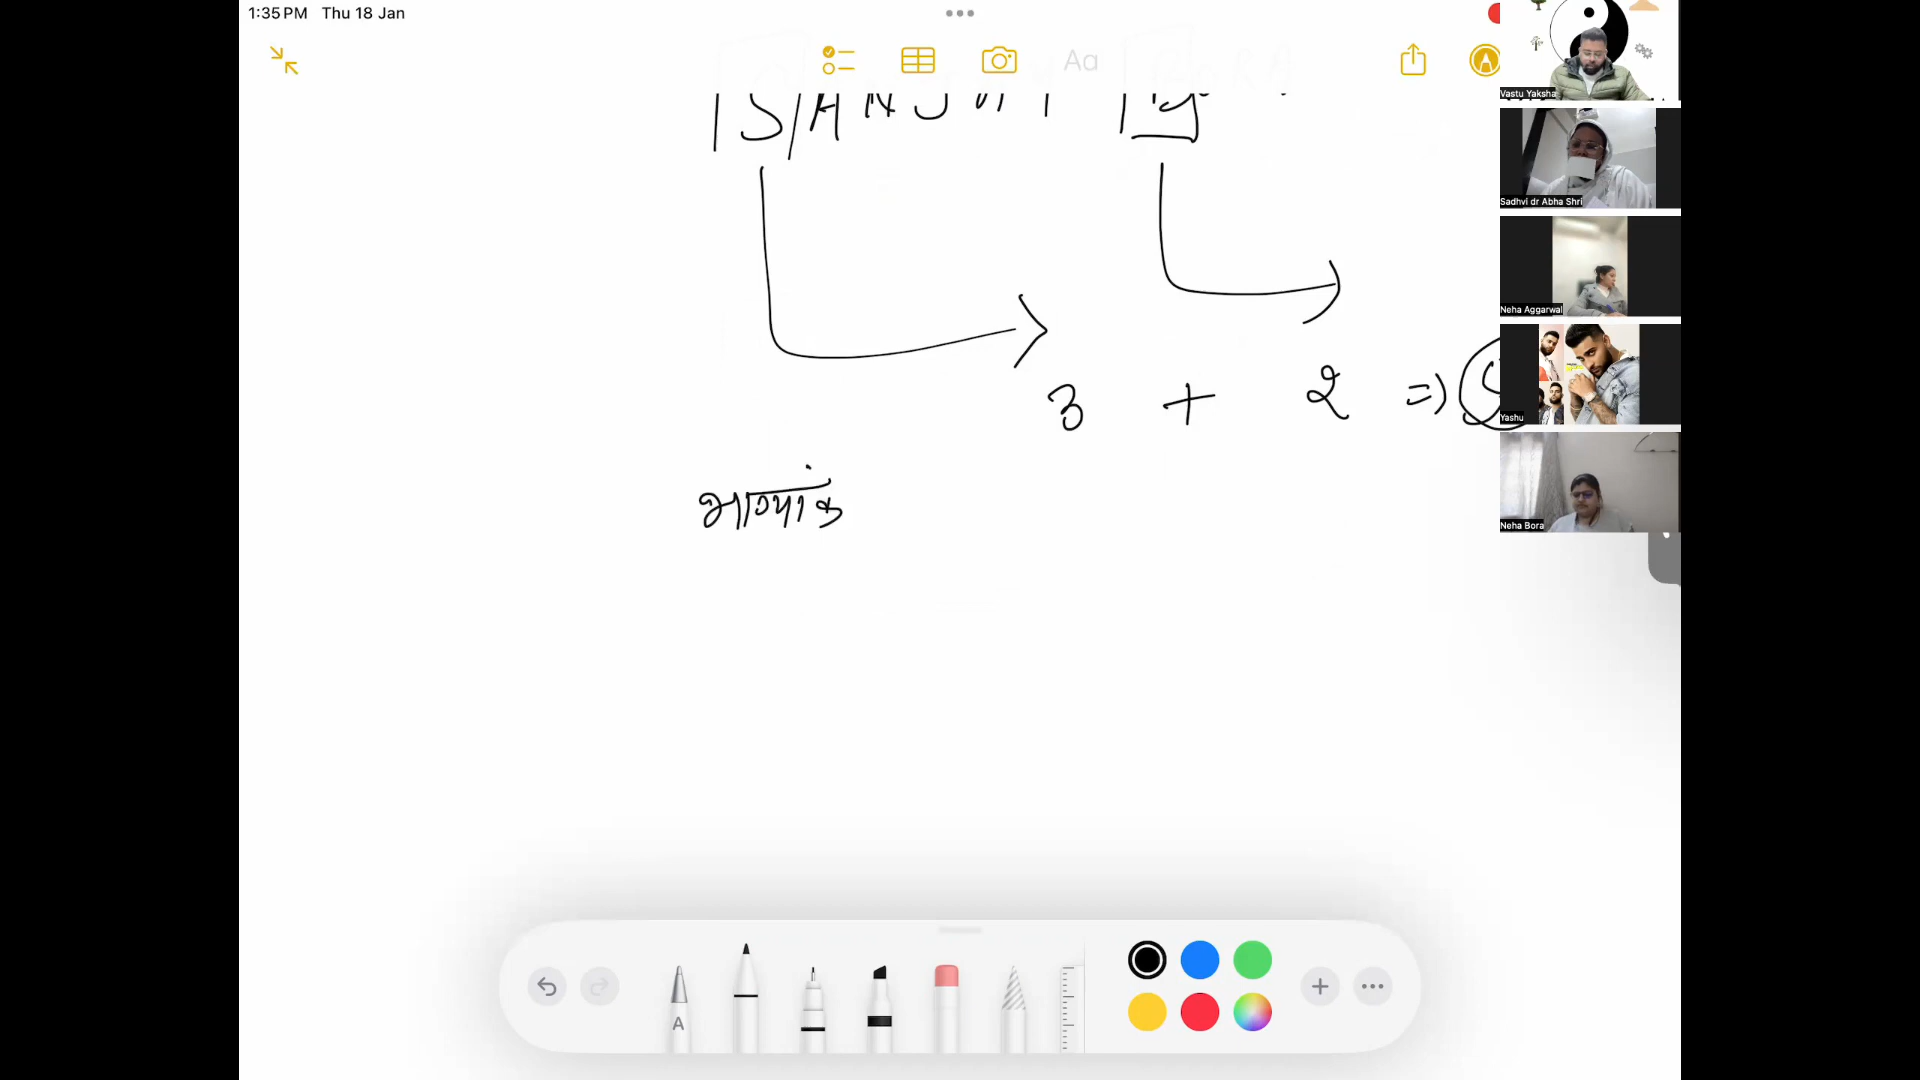 1:35 PM Thu 18 Jan
Aa
SANJAY B
3 + 2 =>
भाग्यांक
A
Vastu Yaksha
Sadhvi dr Abha Shri
Neha Aggarwal
Yashu
Neha Bora